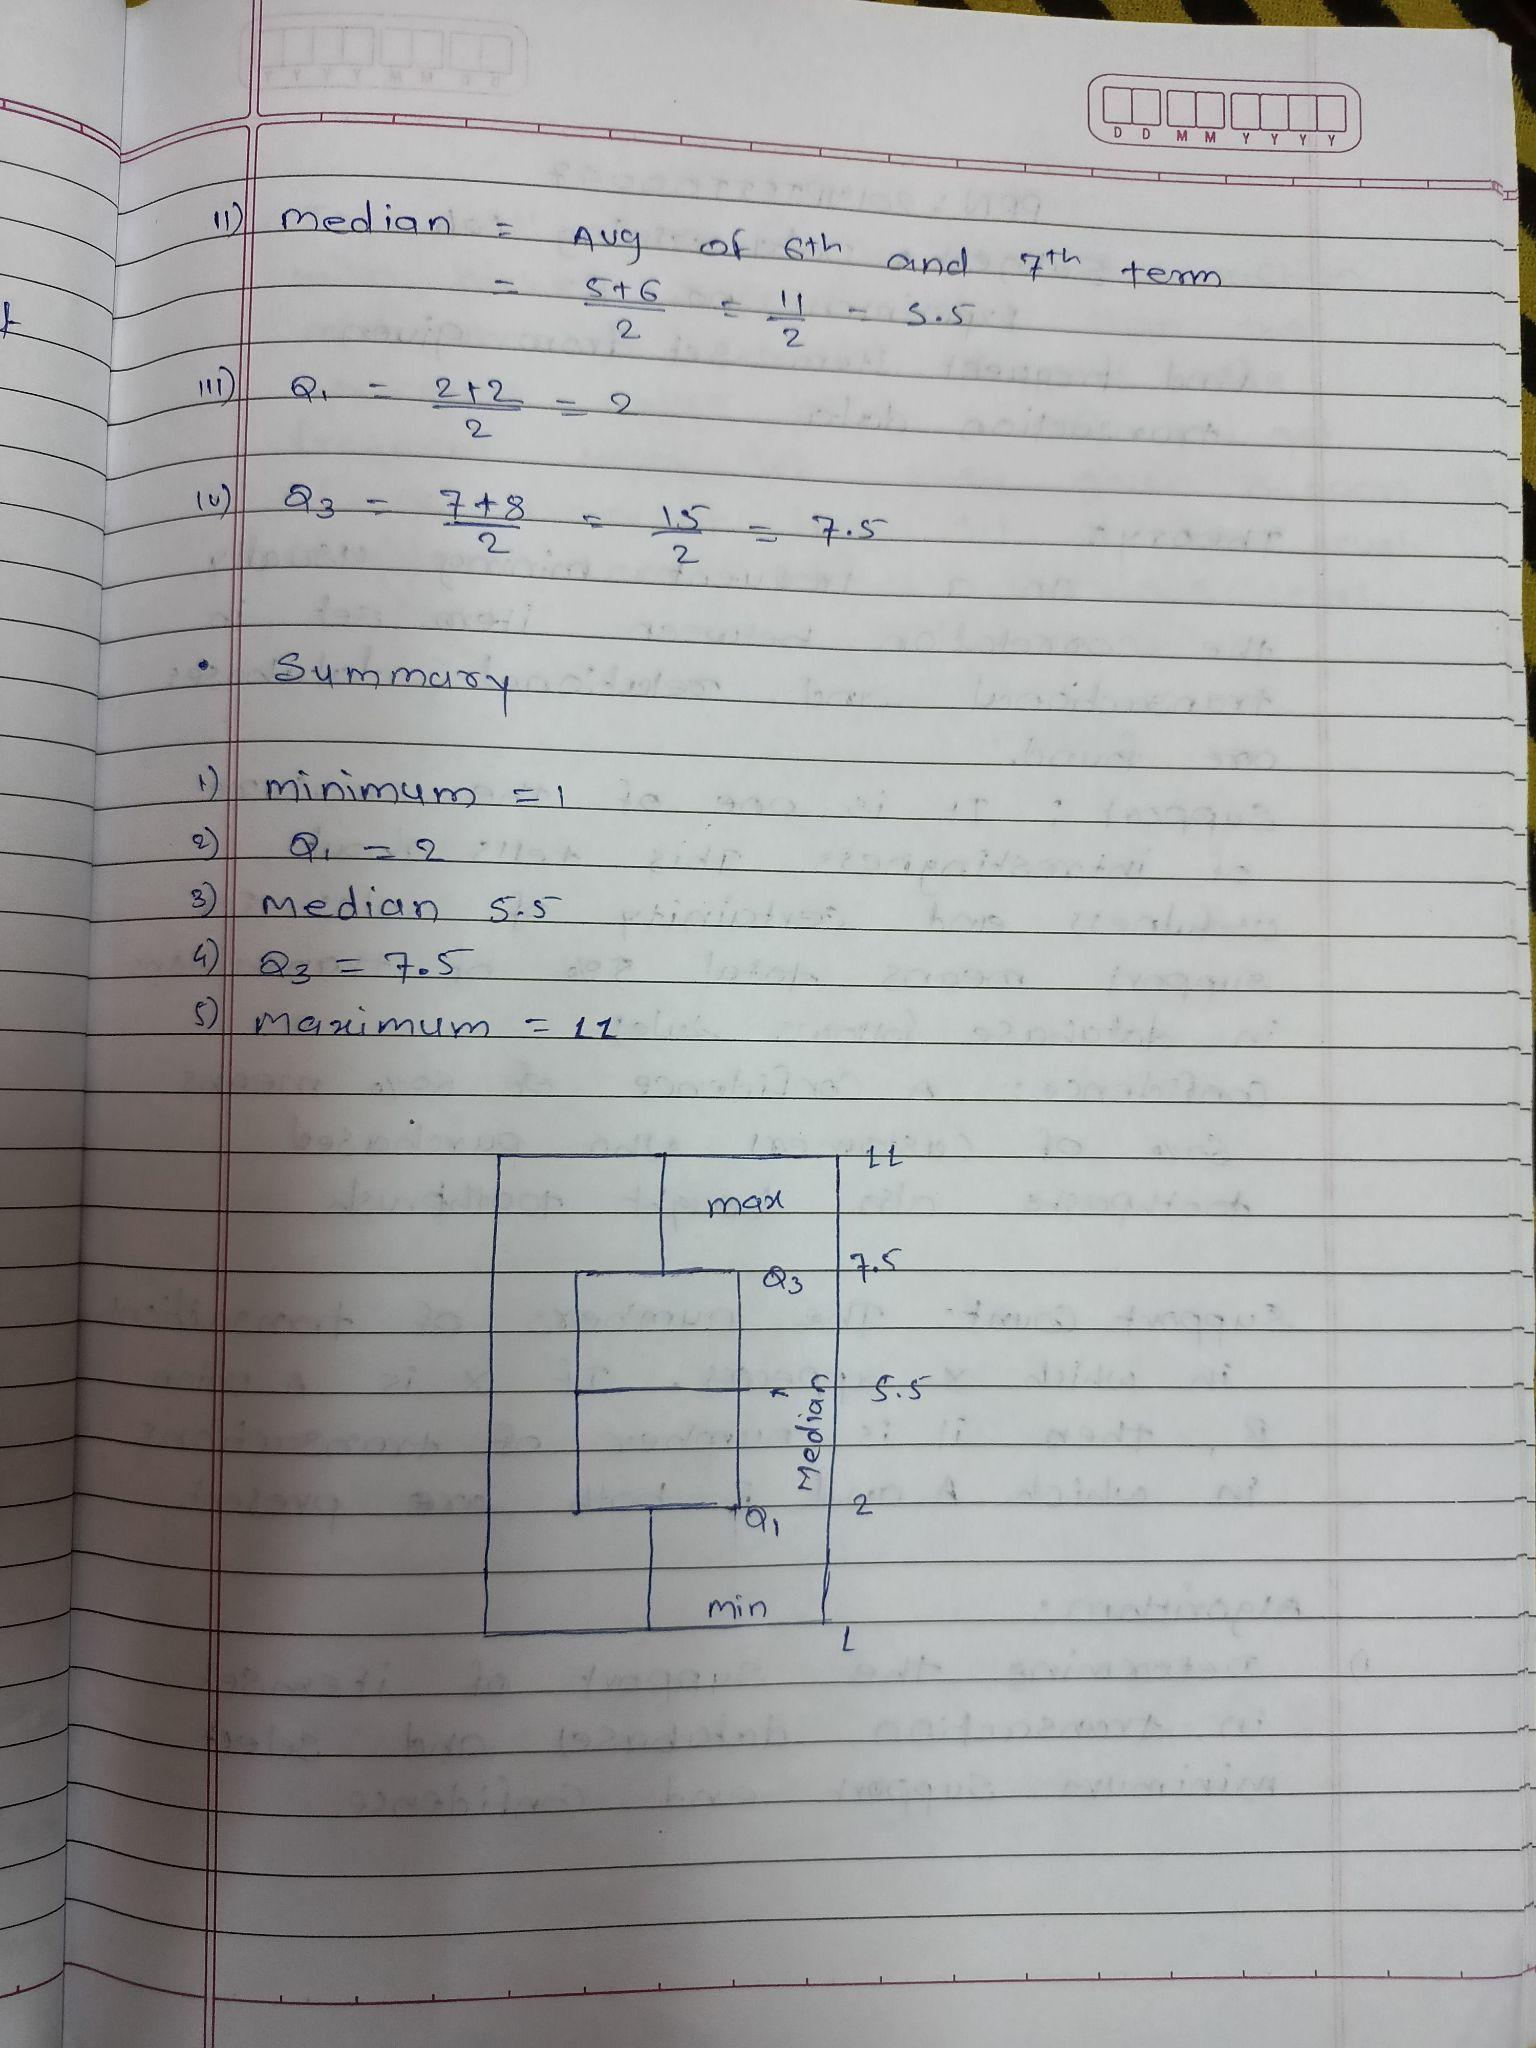 D D M M Y Y Y Y
11) median = Avg of 6th and 7th term
= 5+6/2 = 11/2 = 5.5
111) Q1 = 2+2/2 = 2
1v) Q3 = 7+8/2 = 15/2 = 7.5
• Summary
1) minimum = 1
2) Q1 = 2
3) median 5.5
4) Q3 = 7.5
5) maximum = 11
11
max
7.5
Q3
5.5
Median
2
Q1
min
1